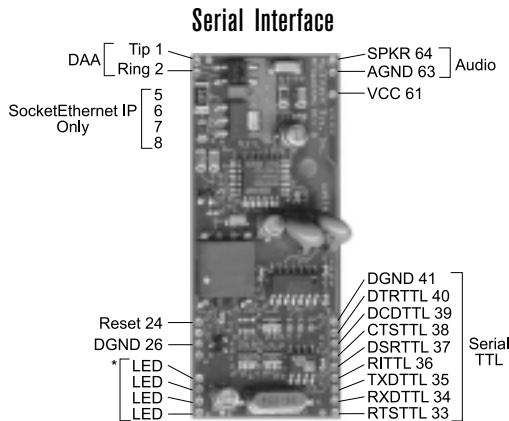 Serial Interface
DAA
Tip 1
Ring 2
SocketEthernet IP
Only
5
6
7
8
Reset 24
DGND 26
* LED
LED
LED
LED
SPKR 64
AGND 63
Audio
VCC 61
DGND 41
DTRTTL 40
DCDTTL 39
CTSTTL 38
DSRTTL 37
RITTL 36
TXDTTL 35
RXDTTL 34
RTSTTL 33
Serial
TTL